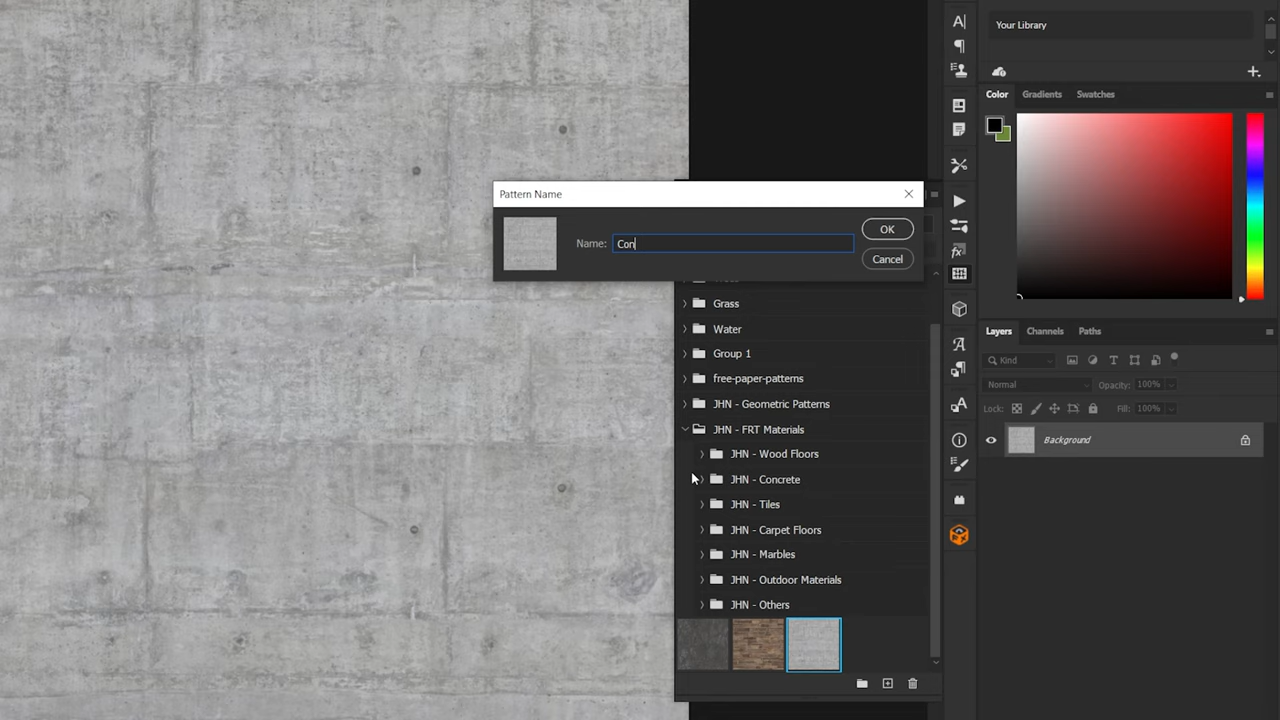 Your Library
Color Gradients Swatches
Pattern Name
Name: Con
OK
Cancel
Grass
Water
Group 1
free-paper-patterns
JHN - Geometric Patterns
JHN - FRT Materials
JHN - Wood Floors
JHN - Concrete
JHN - Tiles
JHN - Carpet Floors
JHN - Marbles
JHN - Outdoor Materials
JHN - Others
Layers Channels Paths
Kind
Normal Opacity: 100%
Lock: Fill: 100%
Background